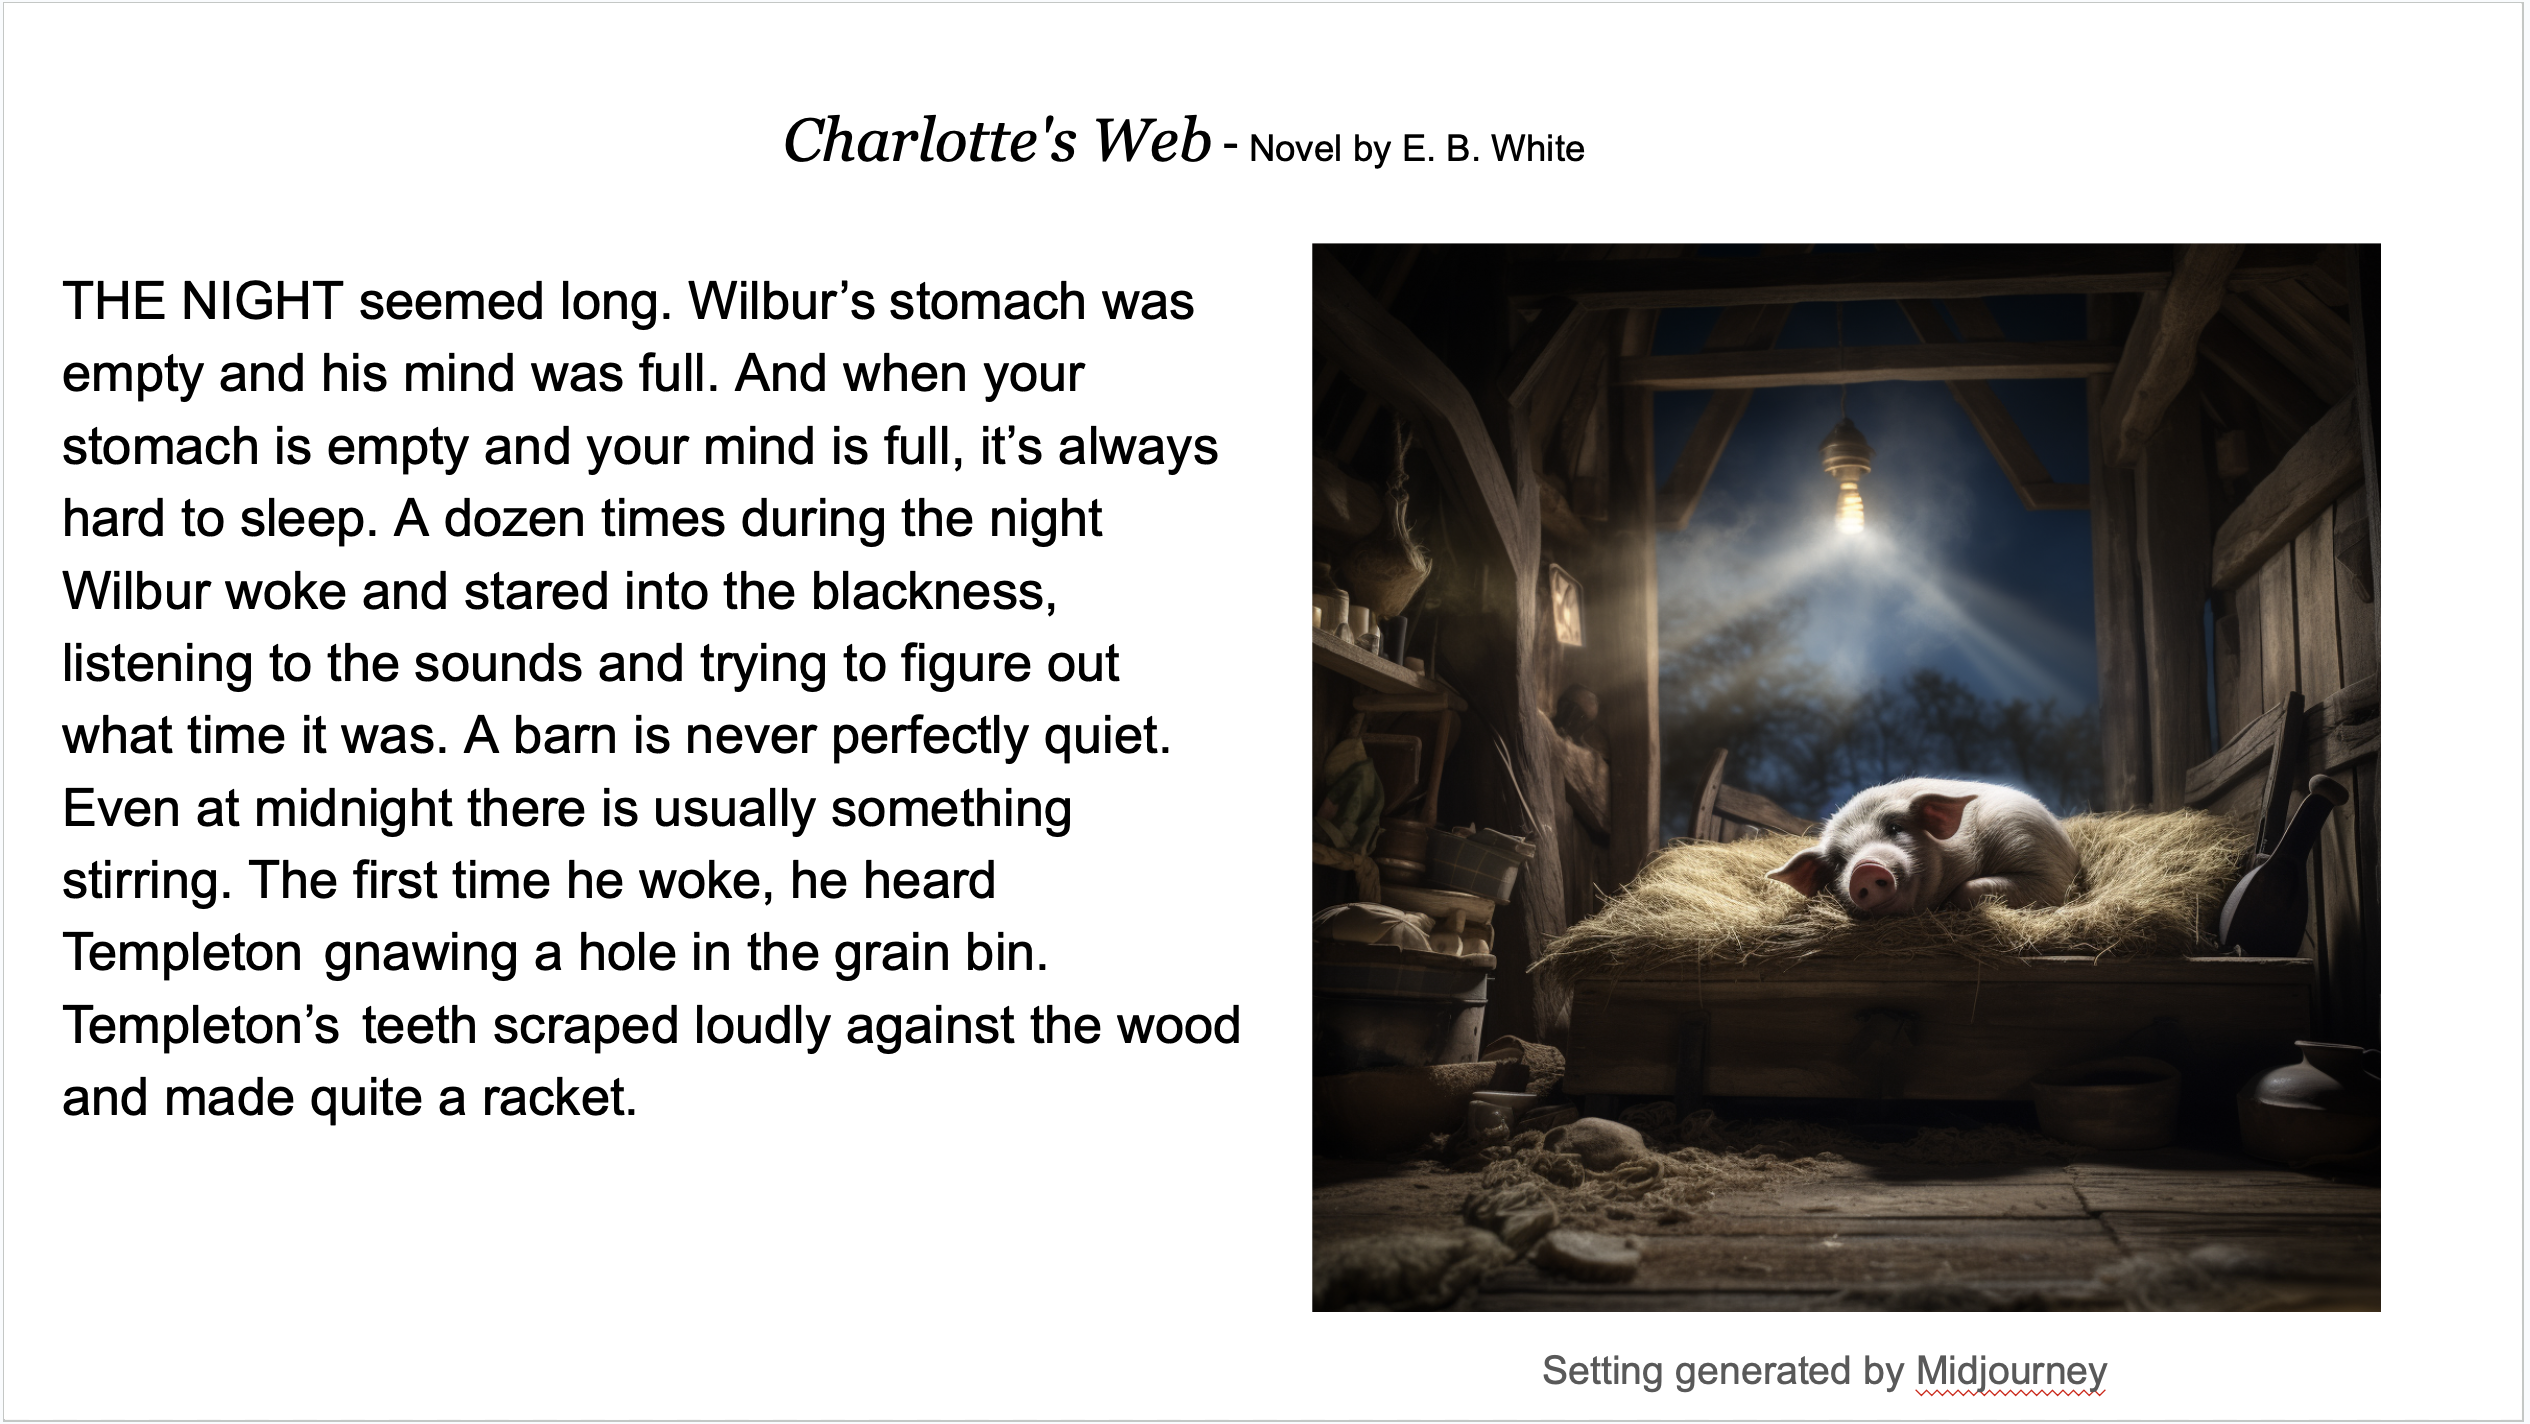 Charlotte's Web - Novel by E. B. White
THE NIGHT seemed long. Wilbur’s stomach was
empty and his mind was full. And when your
stomach is empty and your mind is full, it’s always
hard to sleep. A dozen times during the night
Wilbur woke and stared into the blackness,
listening to the sounds and trying to figure out
what time it was. A barn is never perfectly quiet.
Even at midnight there is usually something
stirring. The first time he woke, he heard
Templeton gnawing a hole in the grain bin.
Templeton’s teeth scraped loudly against the wood
and made quite a racket.
Setting generated by Midjourney